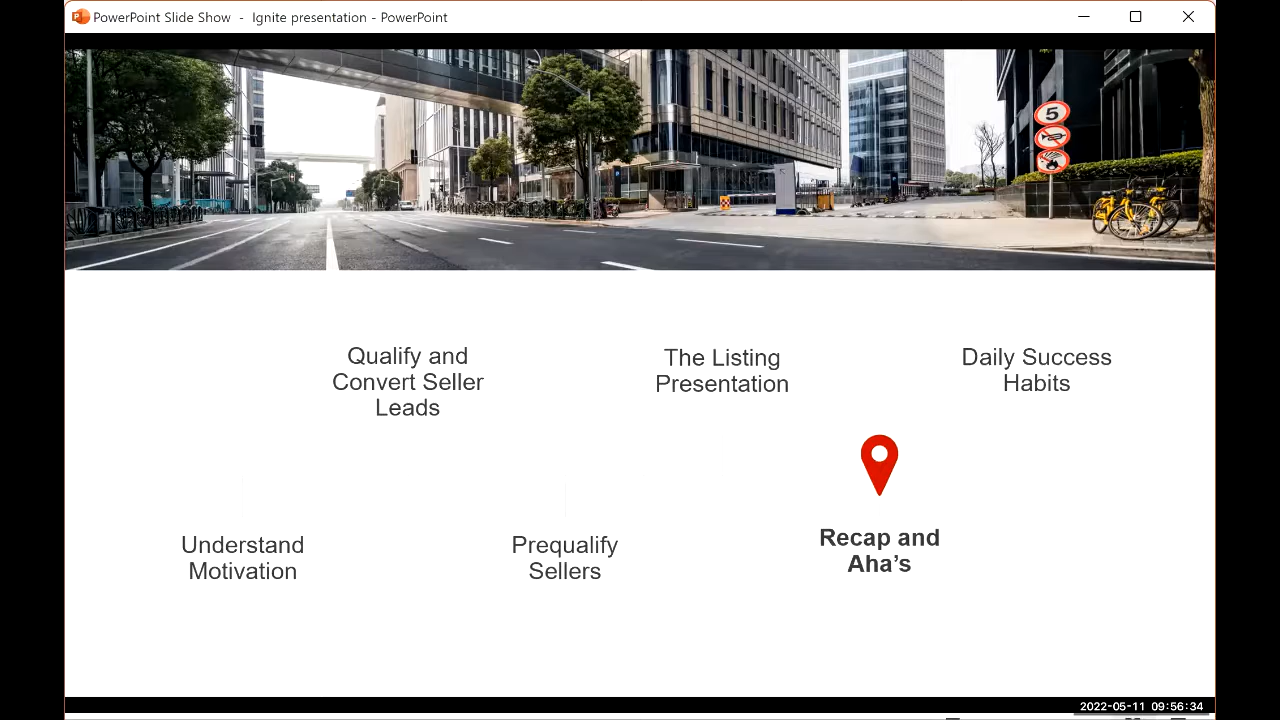 PowerPoint Slide Show - Ignite presentation - PowerPoint
5
Qualify and
Convert Seller
Leads
The Listing
Presentation
Daily Success
Habits
Understand
Motivation
Prequalify
Sellers
Recap and
Aha’s
2022-05-11 09:56:34